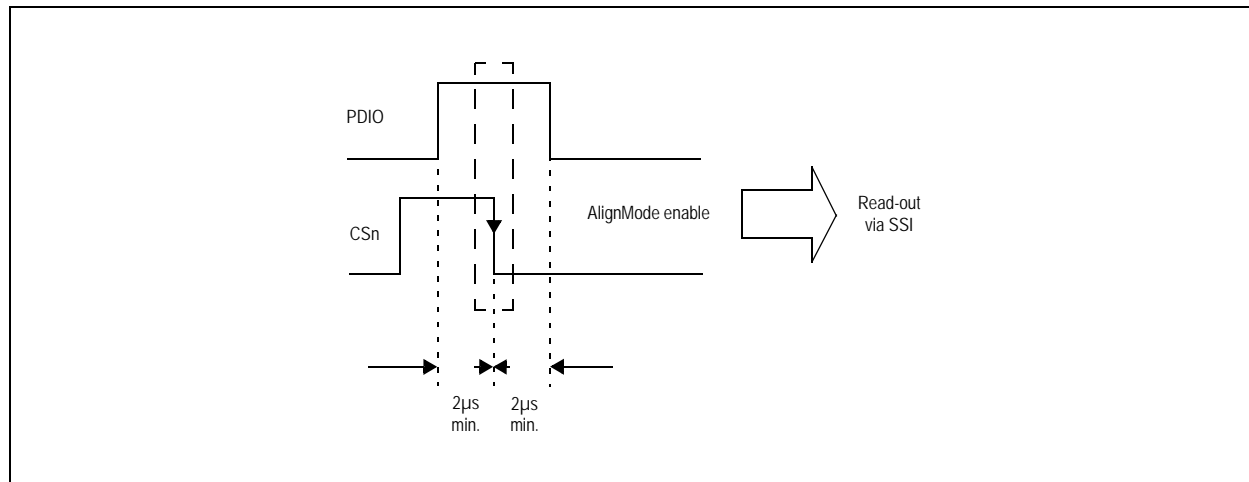 PDIO
CSn
AlignMode enable
Read-out
via SSI
2µs
min.
2µs
min.